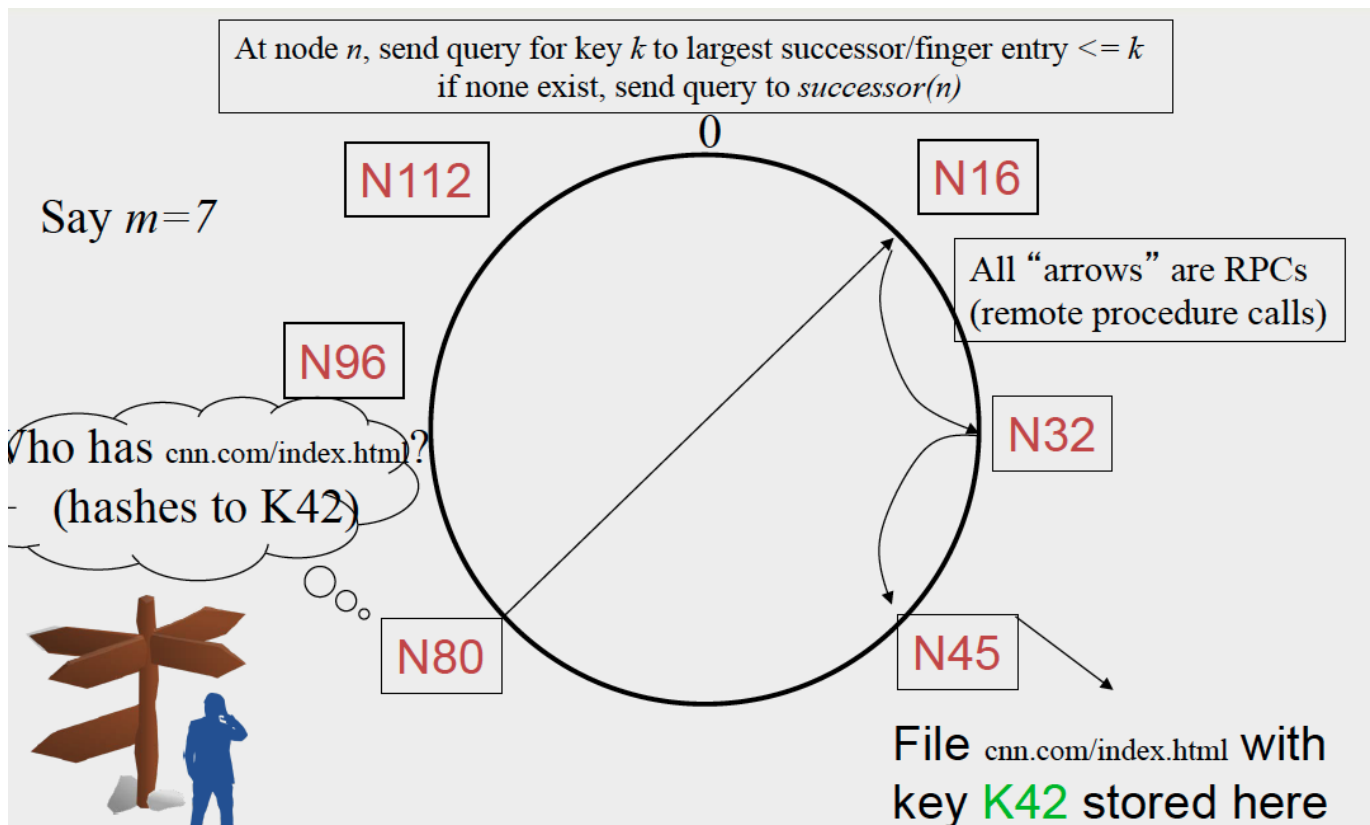 At node n, send query for key k to largest successor/finger entry <= k
if none exist, send query to successor(n)
0
N112
N16
Say m=7
All “arrows” are RPCs
(remote procedure calls)
N96
N32
Who has cnn.com/index.html?
(hashes to K42)
N80
N45
File cnn.com/index.html with
key K42 stored here